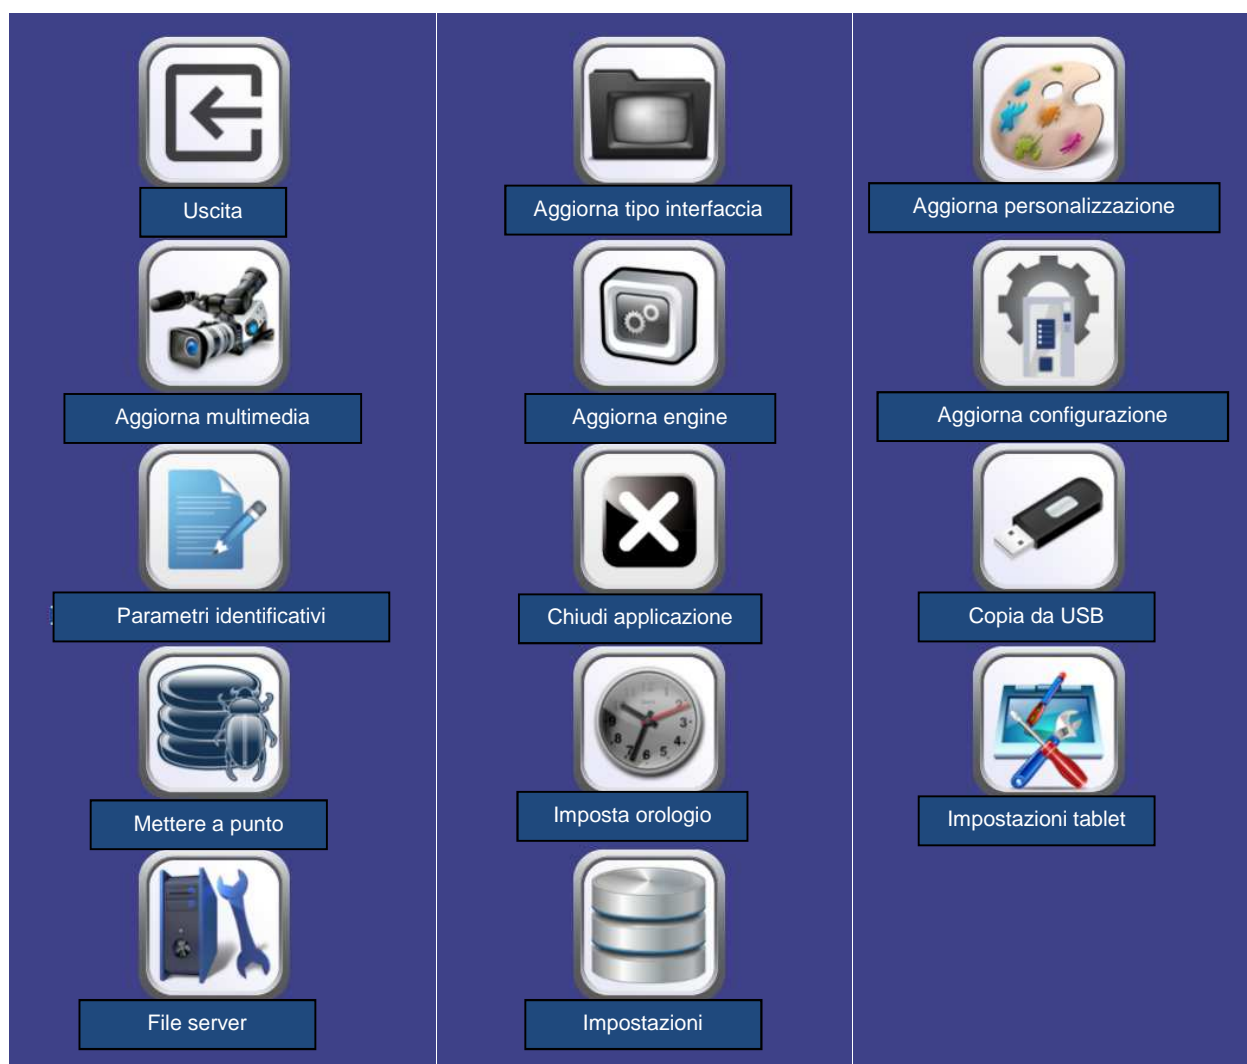 Uscita
Aggiorna tipo interfaccia
Aggiorna personalizzazione
Aggiorna multimedia
Aggiorna engine
Aggiorna configurazione
Parametri identificativi
Chiudi applicazione
Copia da USB
Mettere a punto
Imposta orologio
Impostazioni tablet
File server
Impostazioni